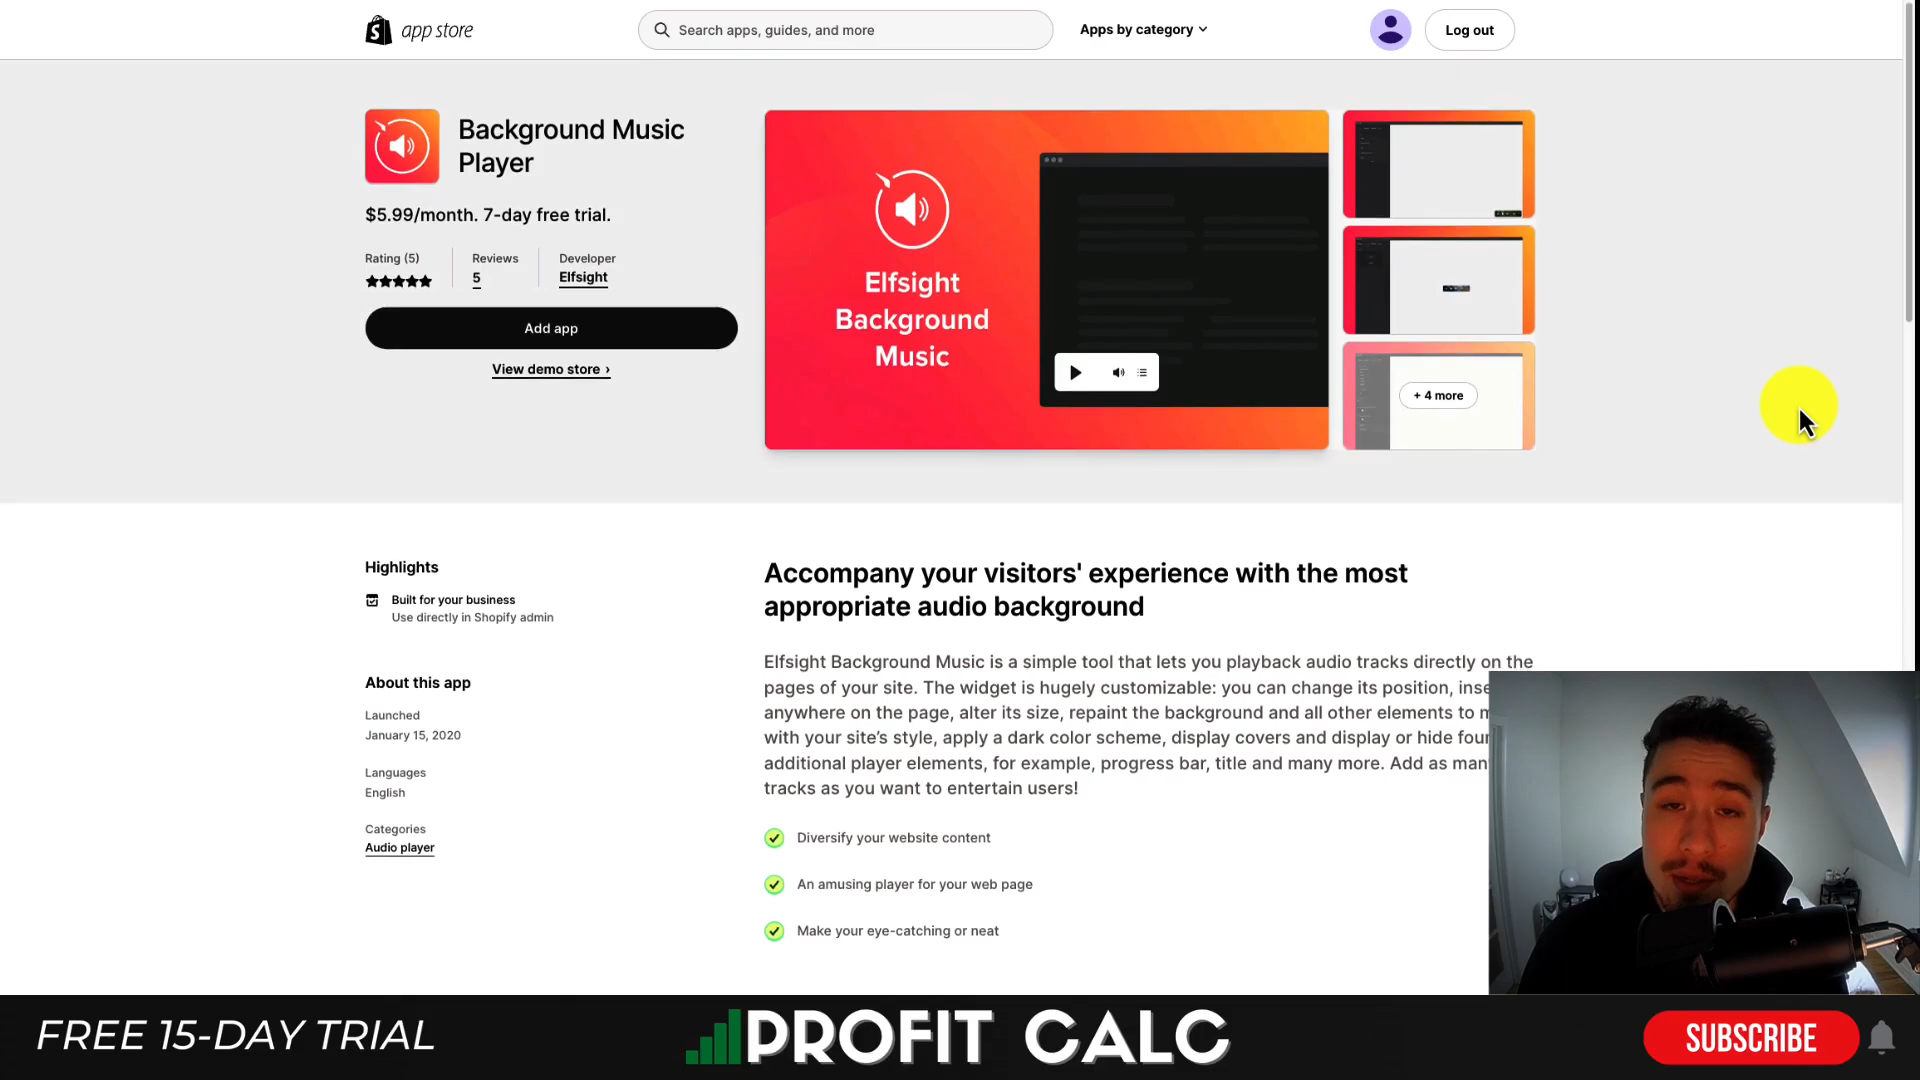 app store
Search apps, guides, and more
Apps by category
Log out
Background Music
Player
$5.99/month. 7-day free trial.
Rating (5)
Reviews
5
Developer
Elfsight
Add app
View demo store ›
Elfsight
Background
Music
+ 4 more
Highlights
Built for your business
Use directly in Shopify admin
About this app
Launched
January 15, 2020
Languages
English
Categories
Audio player
Accompany your visitors' experience with the most
appropriate audio background
Elfsight Background Music is a simple tool that lets you playback audio tracks directly on the
pages of your site. The widget is hugely customizable: you can change its position, inse
anywhere on the page, alter its size, repaint the background and all other elements to m
with your site's style, apply a dark color scheme, display covers and display or hide four
additional player elements, for example, progress bar, title and many more. Add as man
tracks as you want to entertain users!
Diversify your website content
An amusing player for your web page
Make your eye-catching or neat
FREE 15-DAY TRIAL
PROFIT CALC
SUBSCRIBE